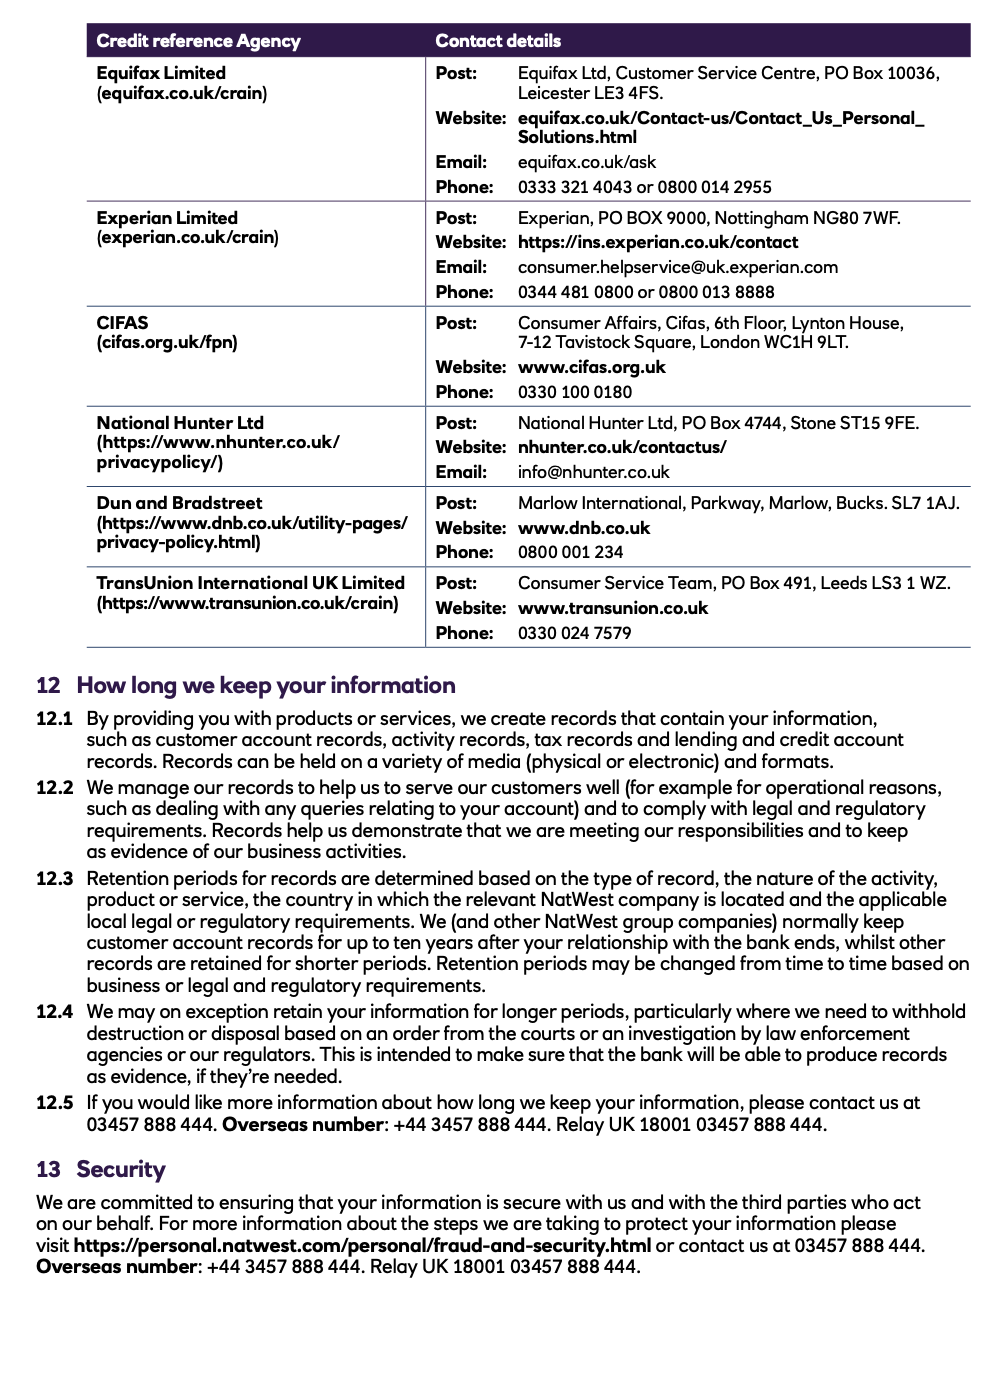 Credit reference Agency Contact details
Equifax Limited
(equifax.co.uk/crain)
Post: Equifax Ltd, Customer Service Centre, PO Box 10036,
Leicester LE3 4FS.
Website: equifax.co.uk/Contact-us/Contact_Us_Personal_
Solutions.html
Email: equifax.co.uk/ask
Phone: 0333 321 4043 or 0800 014 2955
Experian Limited
(experian.co.uk/crain)
Post: Experian, PO BOX 9000, Nottingham NG80 7WF.
Website: https://ins.experian.co.uk/contact
Email: consumer.helpservice@uk.experian.com
Phone: 0344 481 0800 or 0800 013 8888
CIFAS
(cifas.org.uk/fpn)
Post: Consumer Affairs, Cifas, 6th Floor, Lynton House,
7-12 Tavistock Square, London WC1H 9LT.
Website: www.cifas.org.uk
Phone: 0330 100 0180
National Hunter Ltd
(https://www.nhunter.co.uk/
privacypolicy/)
Post: National Hunter Ltd, PO Box 4744, Stone ST15 9FE.
Website: nhunter.co.uk/contactus/
Email: info@nhunter.co.uk
Dun and Bradstreet
(https://www.dnb.co.uk/utility-pages/
privacy-policy.html)
Post: Marlow International, Parkway, Marlow, Bucks. SL7 1AJ.
Website: www.dnb.co.uk
Phone: 0800 001 234
TransUnion International UK Limited
(https://www.transunion.co.uk/crain)
Post: Consumer Service Team, PO Box 491, Leeds LS3 1 WZ.
Website: www.transunion.co.uk
Phone: 0330 024 7579
12 How long we keep your information
12.1 By providing you with products or services, we create records that contain your information,
such as customer account records, activity records, tax records and lending and credit account
records. Records can be held on a variety of media (physical or electronic) and formats.
12.2 We manage our records to help us to serve our customers well (for example for operational reasons,
such as dealing with any queries relating to your account) and to comply with legal and regulatory
requirements. Records help us demonstrate that we are meeting our responsibilities and to keep
as evidence of our business activities.
12.3 Retention periods for records are determined based on the type of record, the nature of the activity,
product or service, the country in which the relevant NatWest company is located and the applicable
local legal or regulatory requirements. We (and other NatWest group companies) normally keep
customer account records for up to ten years after your relationship with the bank ends, whilst other
records are retained for shorter periods. Retention periods may be changed from time to time based on
business or legal and regulatory requirements.
12.4 We may on exception retain your information for longer periods, particularly where we need to withhold
destruction or disposal based on an order from the courts or an investigation by law enforcement
agencies or our regulators. This is intended to make sure that the bank will be able to produce records
as evidence, if they're needed.
12.5 If you would like more information about how long we keep your information, please contact us at
03457 888 444. Overseas number: +44 3457 888 444. Relay UK 18001 03457 888 444.
13 Security
We are committed to ensuring that your information is secure with us and with the third parties who act
on our behalf. For more information about the steps we are taking to protect your information please
visit https://personal.natwest.com/personal/fraud-and-security.html or contact us at 03457 888 444.
Overseas number: +44 3457 888 444. Relay UK 18001 03457 888 444.